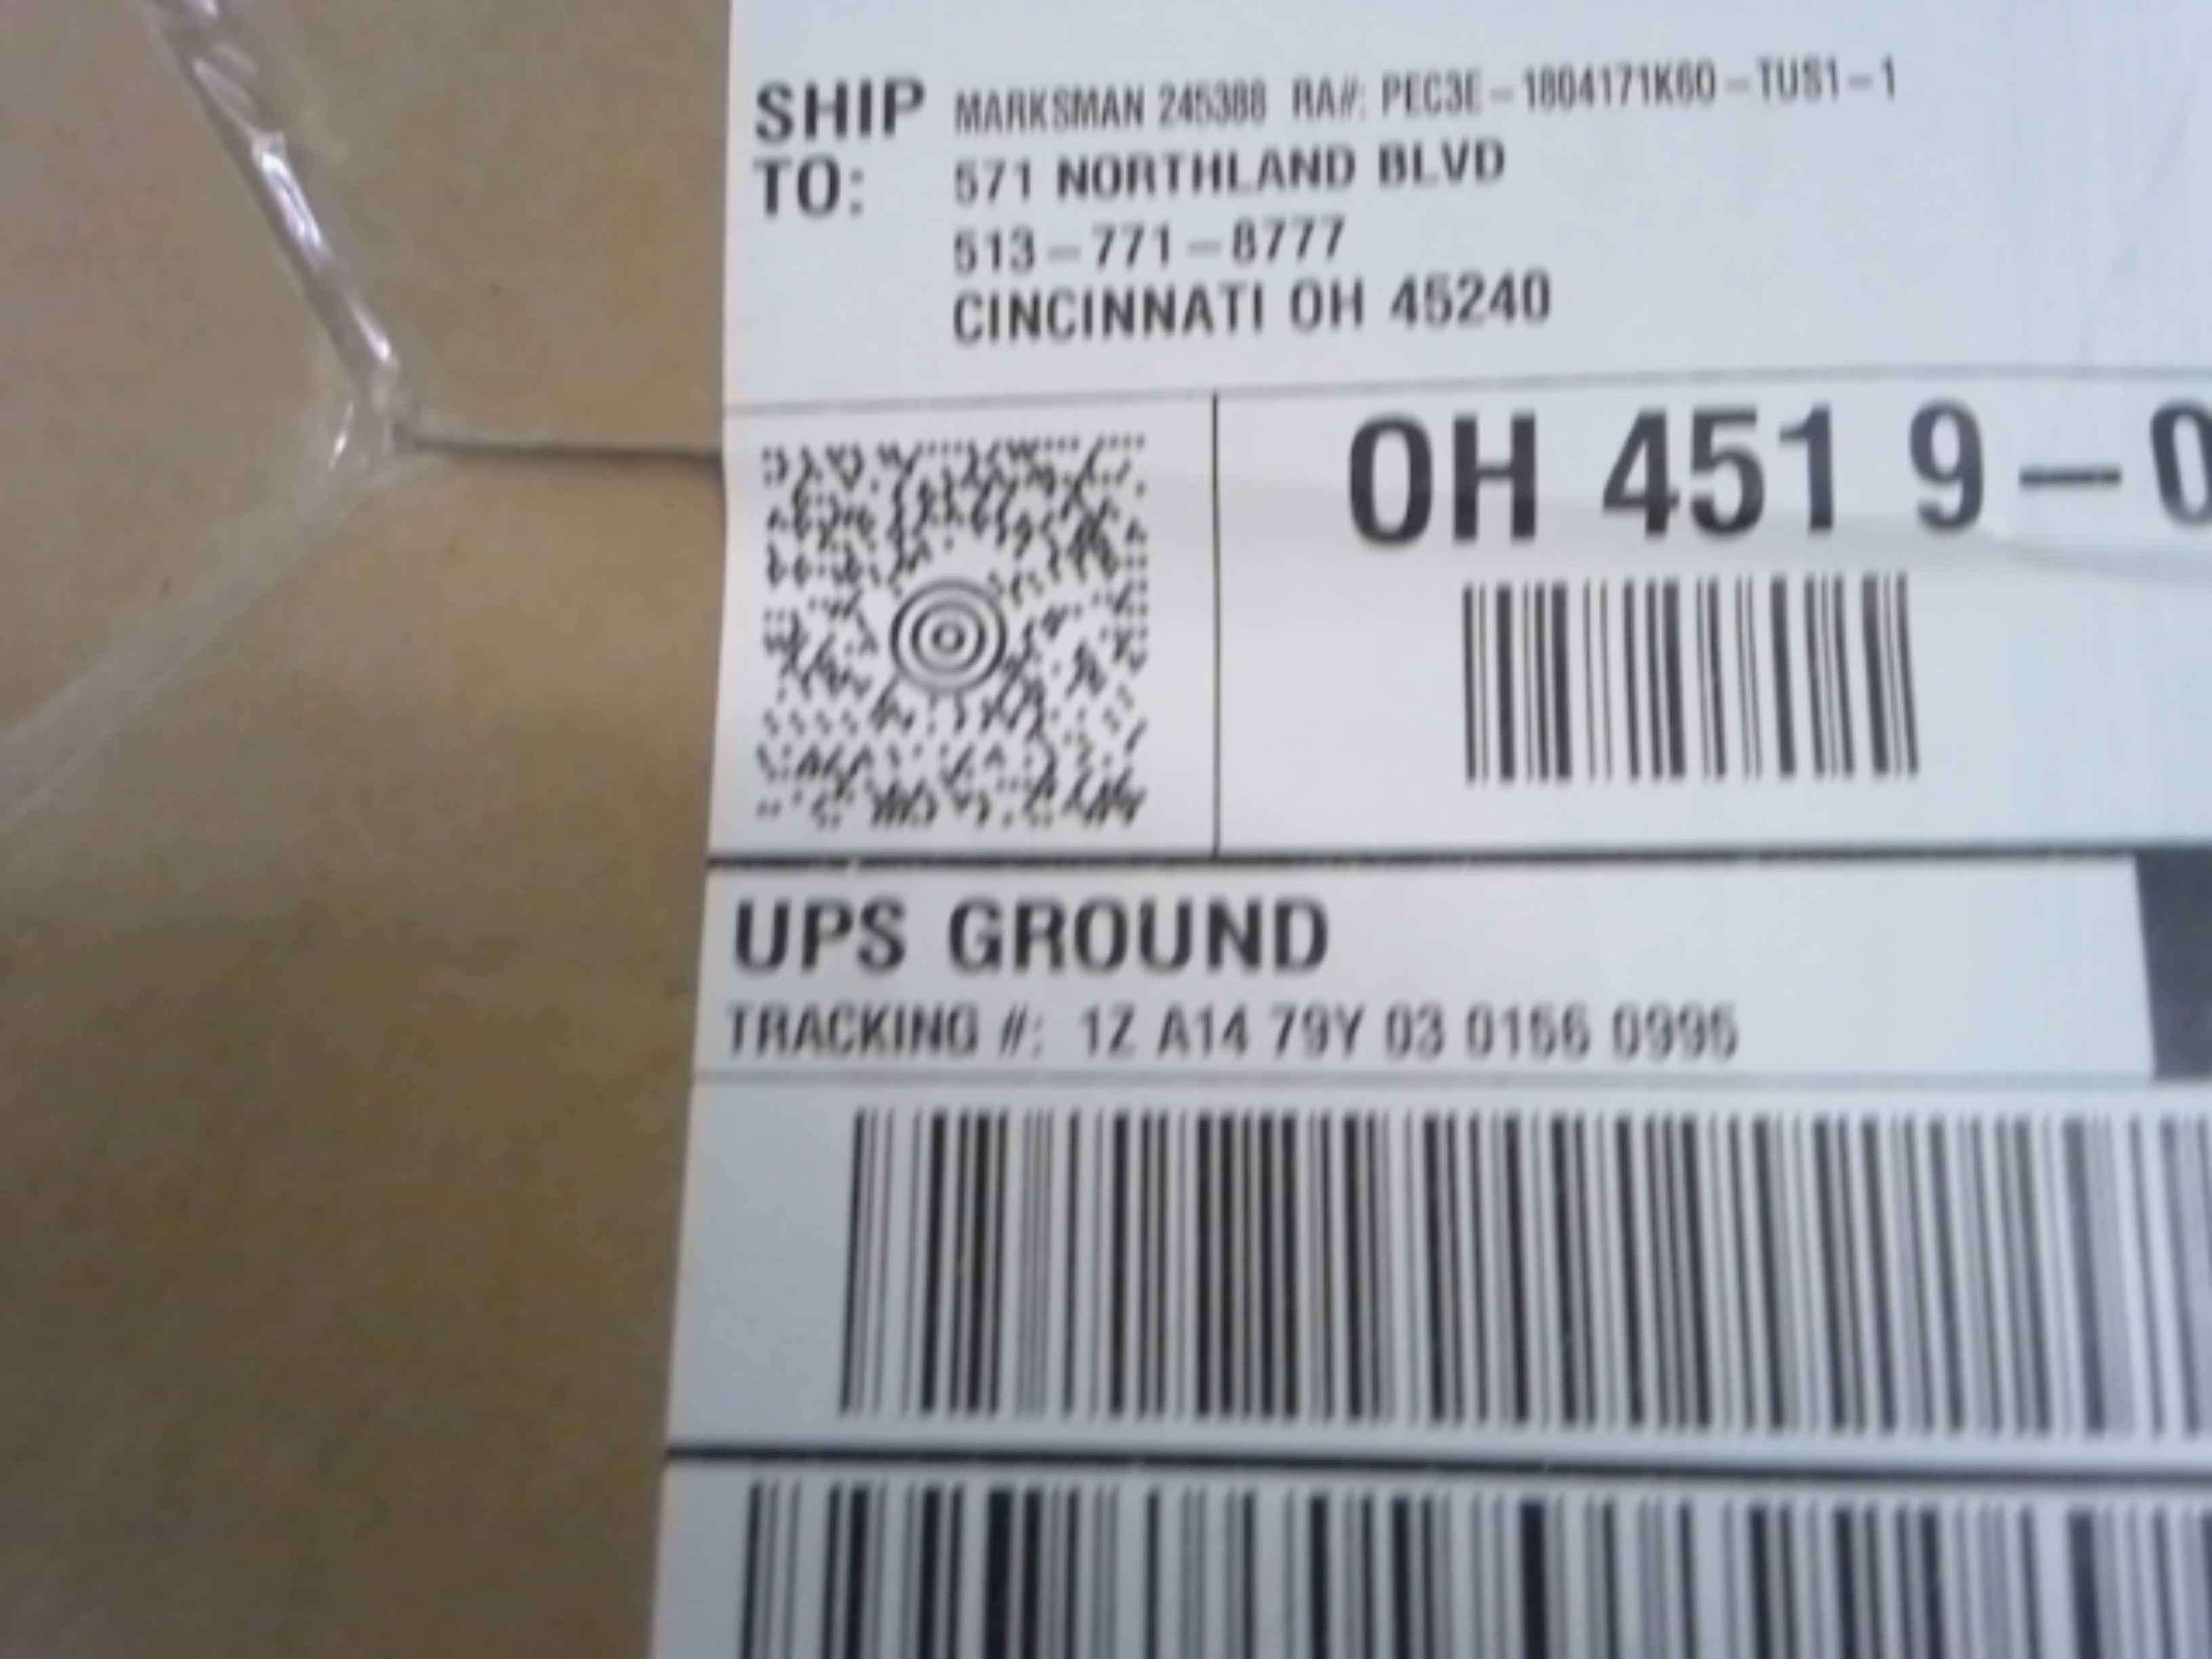 SHIP TO: MARKSMAN 245388 RA#: PEC3E-1804171K60-TUS1-1
571 NORTHLAND BLVD
513-771-8777
CINCINNATI OH 45240
OH 451 9-0
UPS GROUND
TRACKING #: 1Z A14 79Y 03 0156 0995